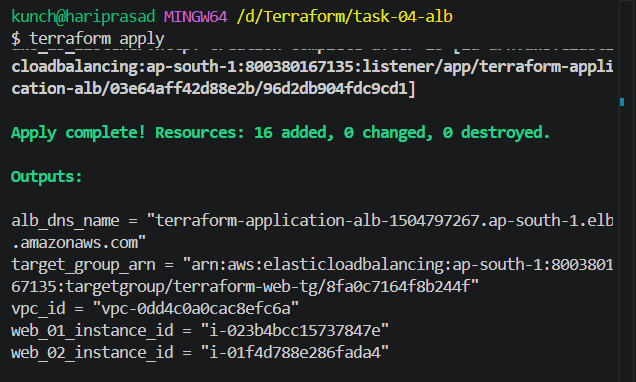 kunch@hariprasad MINGW64 /d/Terraform/task-04-alb
$ terraform apply
cloadbalancing:ap-south-1:800380167135:listener/app/terraform-appli
cation-alb/03e64aff42d88e2b/96d2db904fdc9cd1]
Apply complete! Resources: 16 added, 0 changed, 0 destroyed.
Outputs:
alb_dns_name = "terraform-application-alb-1504797267.ap-south-1.elb
.amazonaws.com"
target_group_arn = "arn:aws:elasticloadbalancing:ap-south-1:8003801
67135:targetgroup/terraform-web-tg/8fa0c7164f8b244f"
vpc_id = "vpc-0dd4c0a0cac8efc6a"
web_01_instance_id = "i-023b4bcc15737847e"
web_02_instance_id = "i-01f4d788e286fada4"